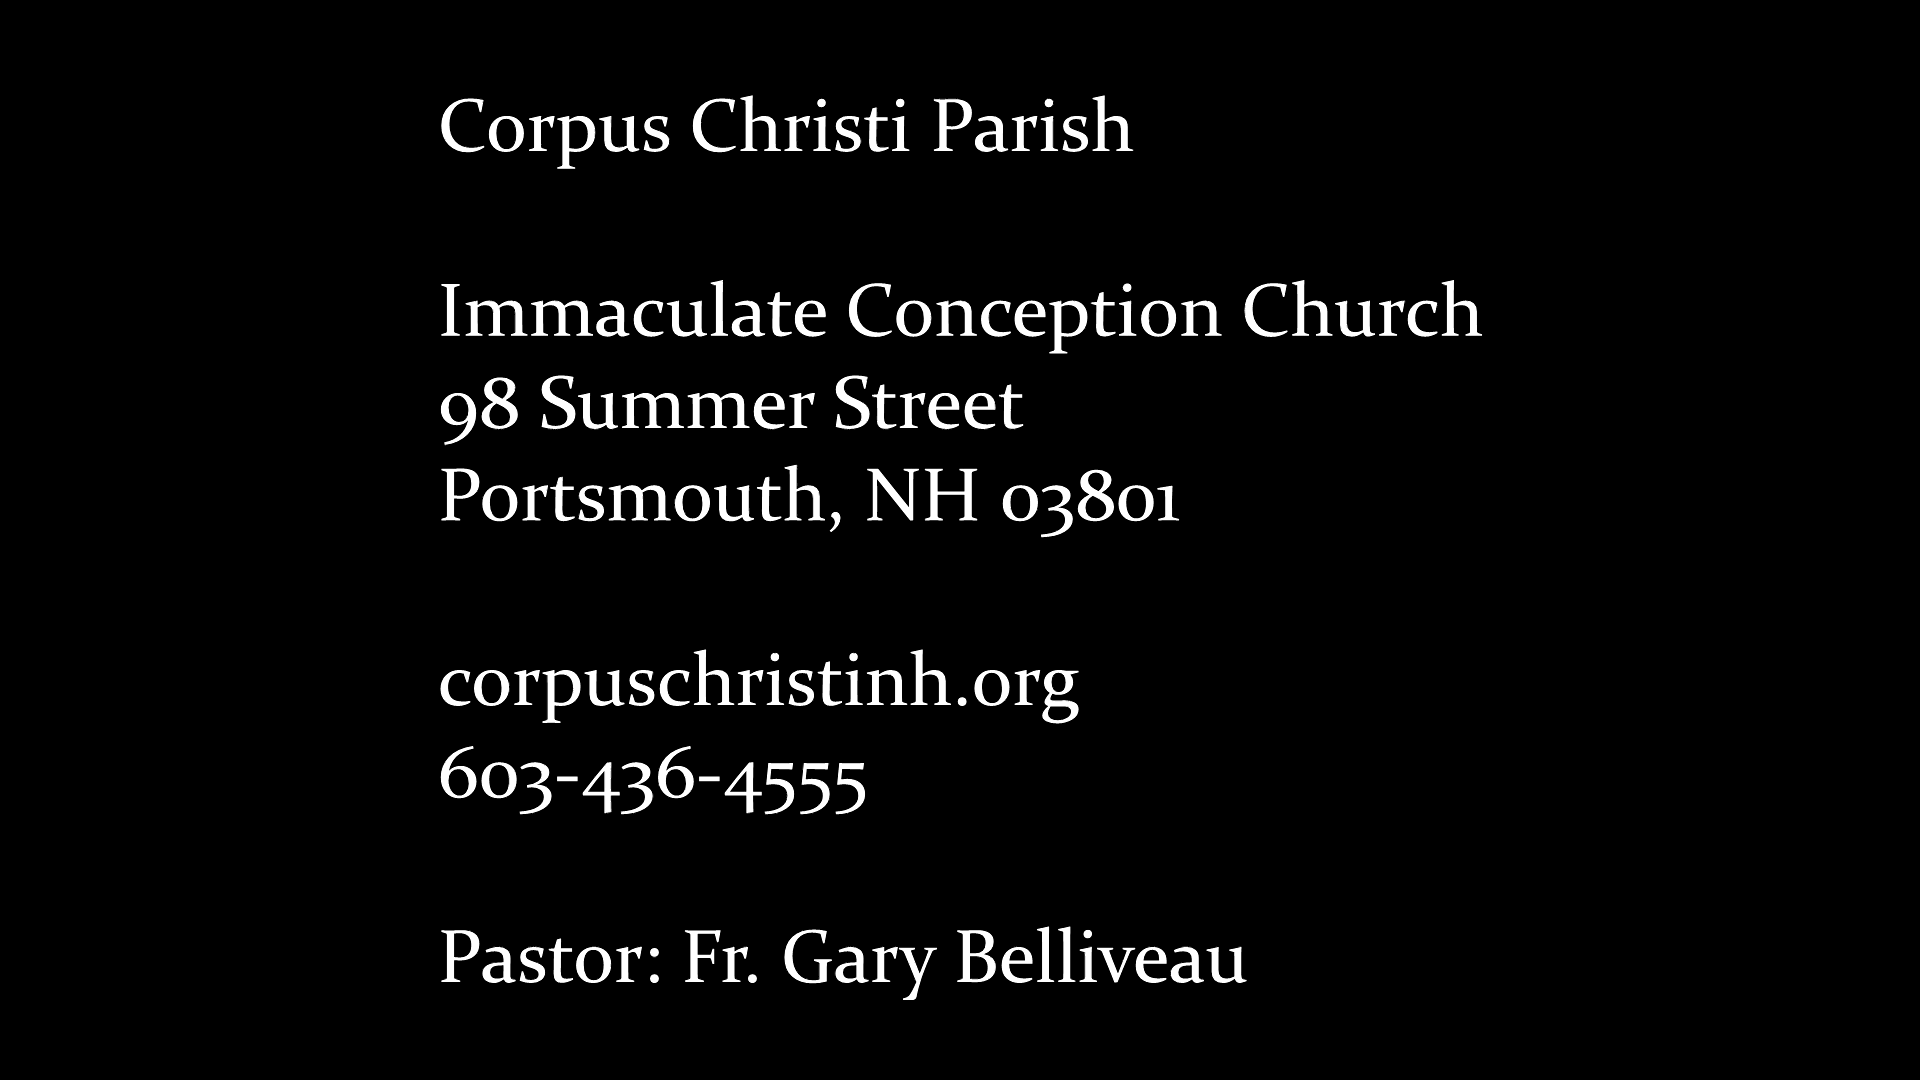 Corpus Christi Parish
Immaculate Conception Church
98 Summer Street
Portsmouth, NH 03801
corpuschristinh.org
603-436-4555
Pastor: Fr. Gary Belliveau